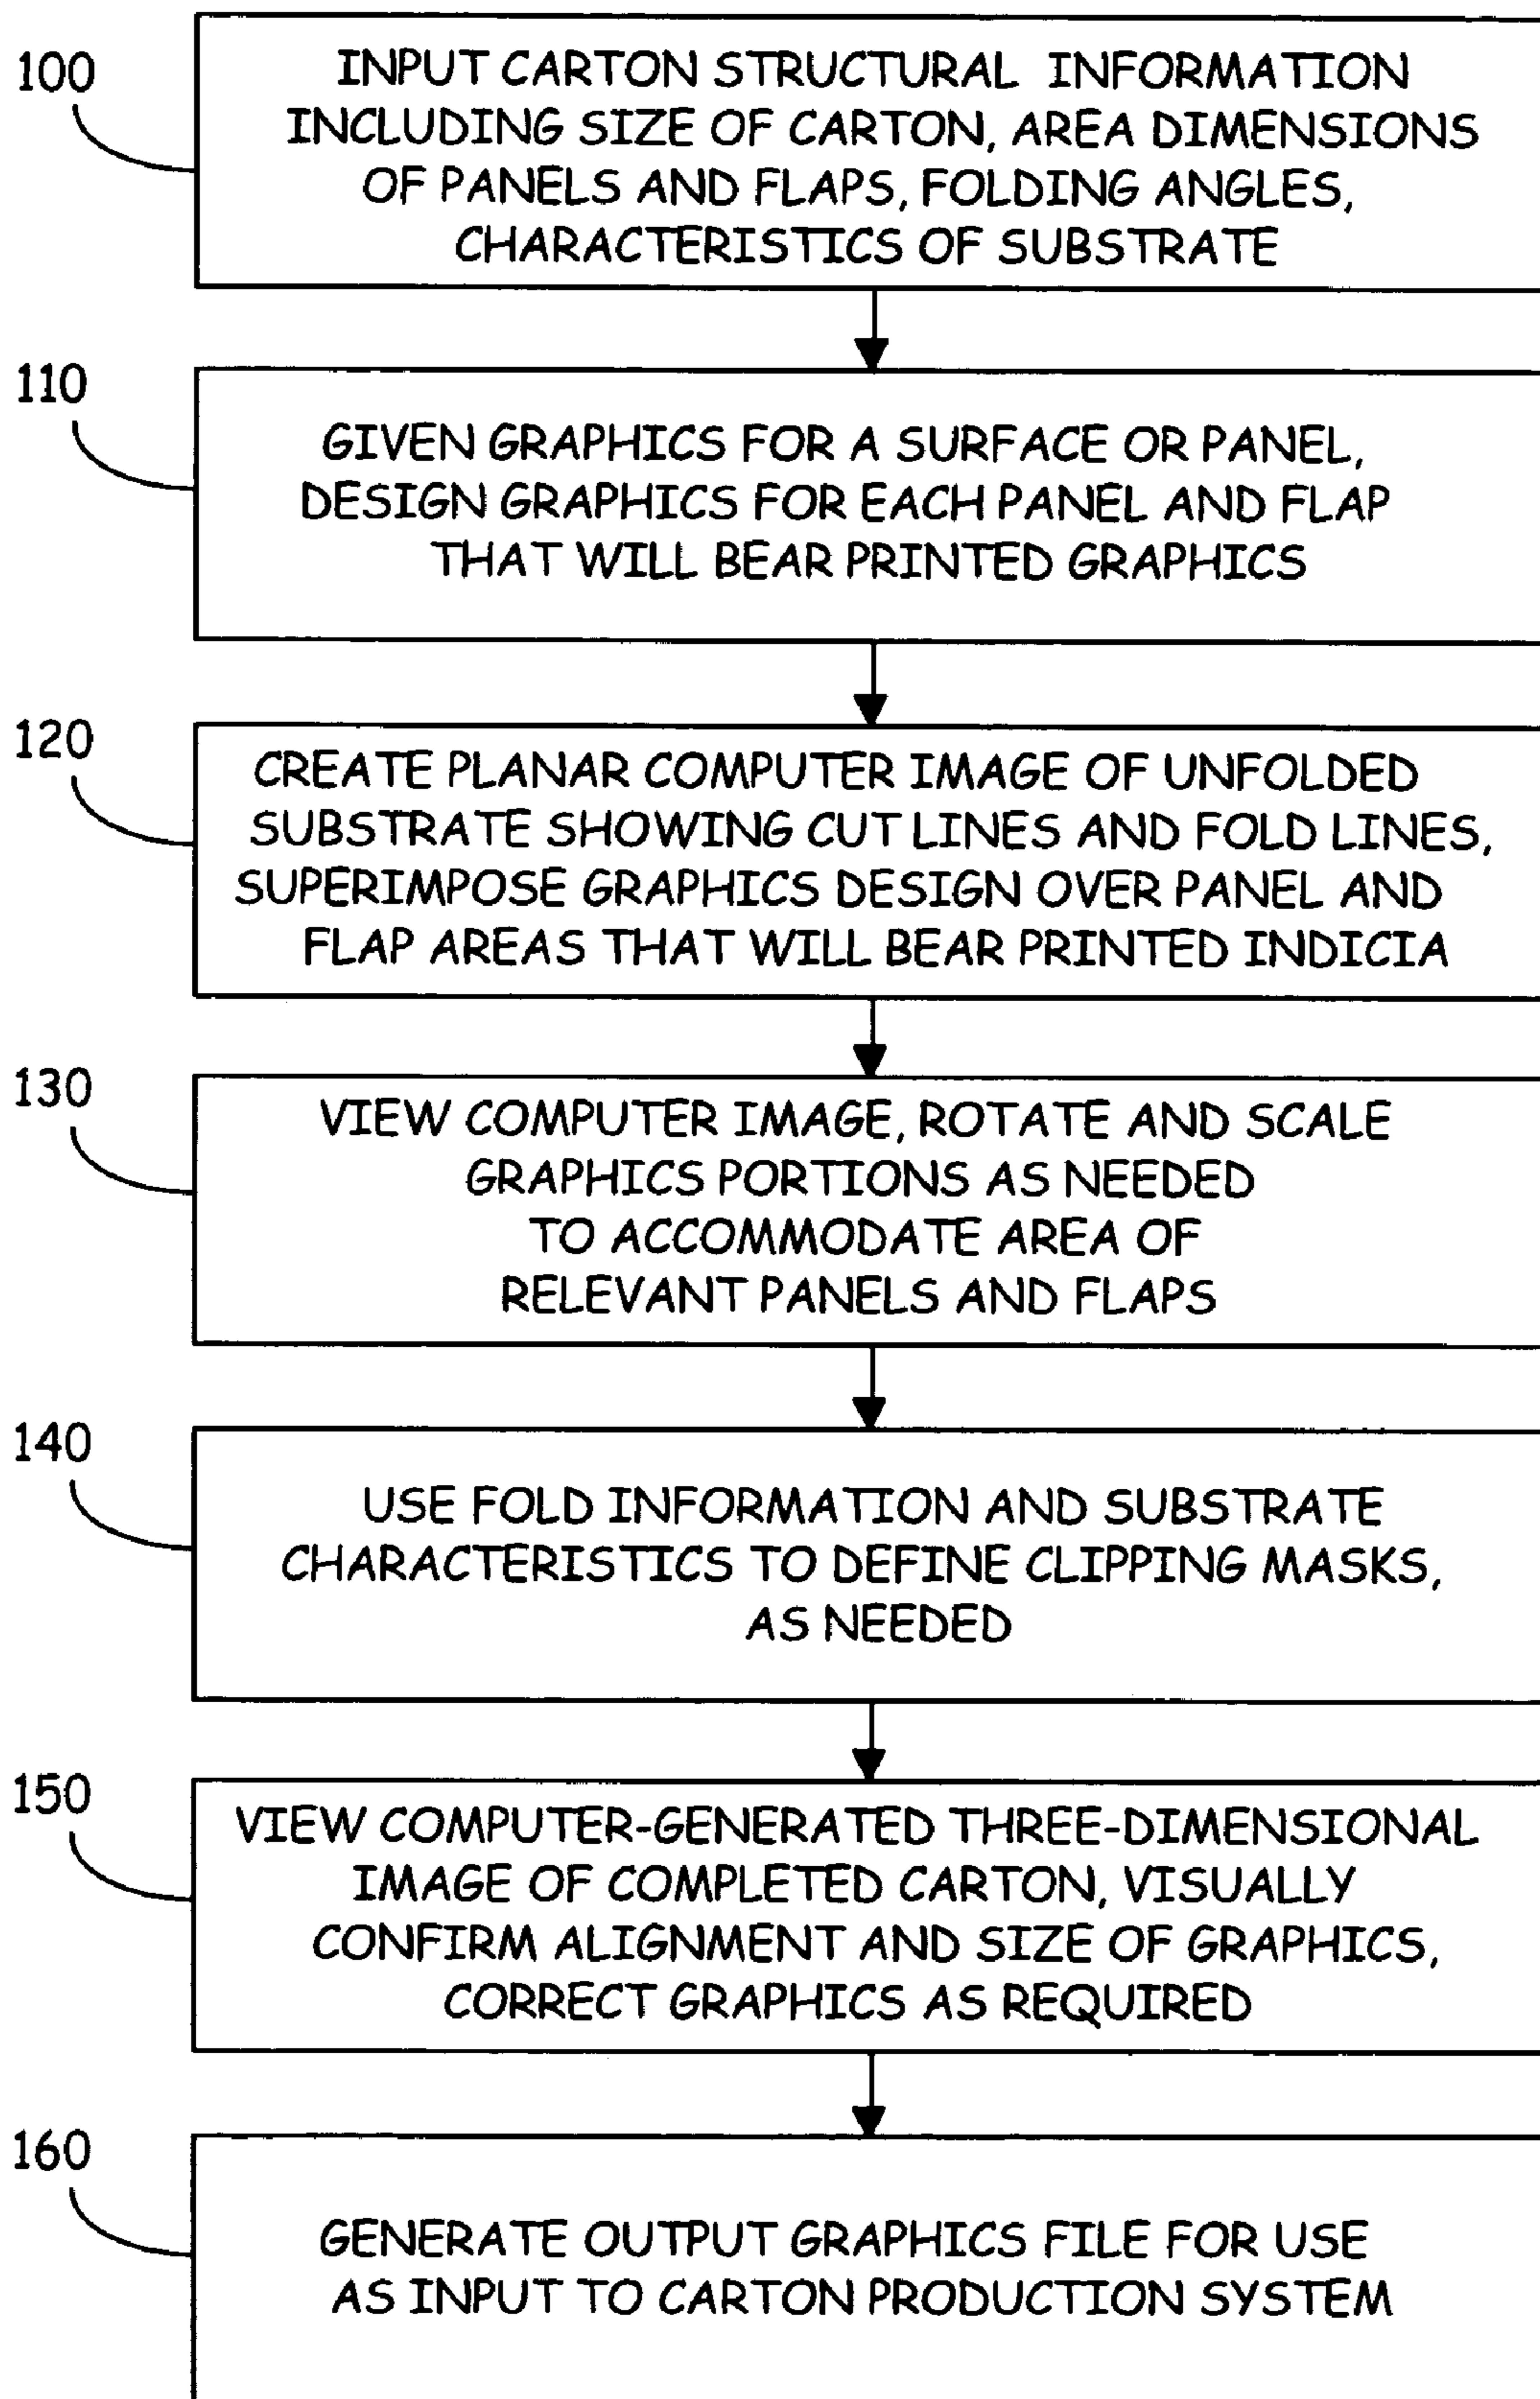 100
INPUT CARTON STRUCTURAL INFORMATION
INCLUDING SIZE OF CARTON, AREA DIMENSIONS
OF PANELS AND FLAPS, FOLDING ANGLES,
CHARACTERISTICS OF SUBSTRATE
110
GIVEN GRAPHICS FOR A SURFACE OR PANEL,
DESIGN GRAPHICS FOR EACH PANEL AND FLAP
THAT WILL BEAR PRINTED GRAPHICS
120
CREATE PLANAR COMPUTER IMAGE OF UNFOLDED
SUBSTRATE SHOWING CUT LINES AND FOLD LINES,
SUPERIMPOSE GRAPHICS DESIGN OVER PANEL AND
FLAP AREAS THAT WILL BEAR PRINTED INDICIA
130
VIEW COMPUTER IMAGE, ROTATE AND SCALE
GRAPHICS PORTIONS AS NEEDED
TO ACCOMMODATE AREA OF
RELEVANT PANELS AND FLAPS
140
USE FOLD INFORMATION AND SUBSTRATE
CHARACTERISTICS TO DEFINE CLIPPING MASKS,
AS NEEDED
150
VIEW COMPUTER-GENERATED THREE-DIMENSIONAL
IMAGE OF COMPLETED CARTON, VISUALLY
CONFIRM ALIGNMENT AND SIZE OF GRAPHICS,
CORRECT GRAPHICS AS REQUIRED
160
GENERATE OUTPUT GRAPHICS FILE FOR USE
AS INPUT TO CARTON PRODUCTION SYSTEM